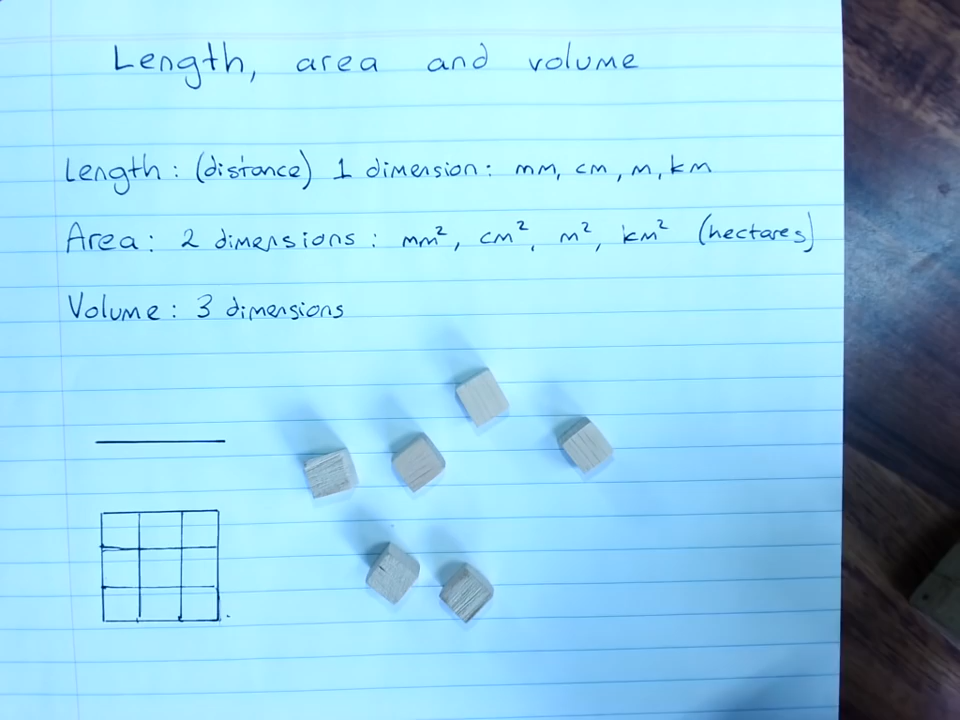 Length, area and volume
Length: (distance) 1 dimension: mm, cm, m, km
Area: 2 dimensions: mm², cm², m², km² (hectares)
Volume: 3 dimensions